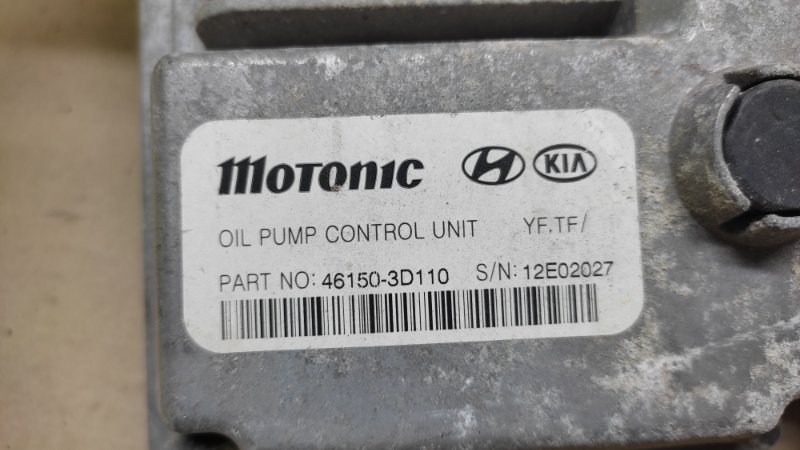 MOTONIC H KIA
OIL PUMP CONTROL UNIT YF,TF/
PART NO: 46150-3D110 S/N: 12E02027